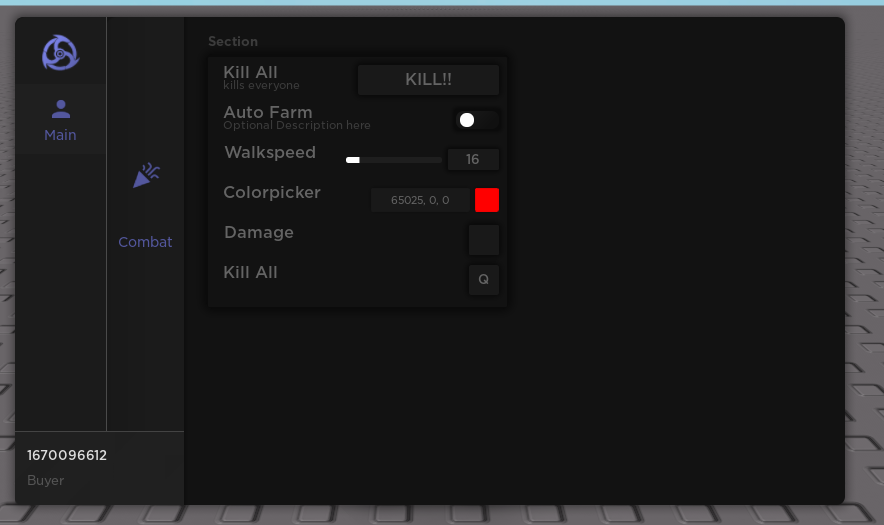 Section
Kill All
kills everyone
KILL!!
Main
Auto Farm
Optional Description here
Walkspeed
16
Colorpicker
65025, 0, 0
Combat
Damage
Kill All
Q
1670096612
Buyer